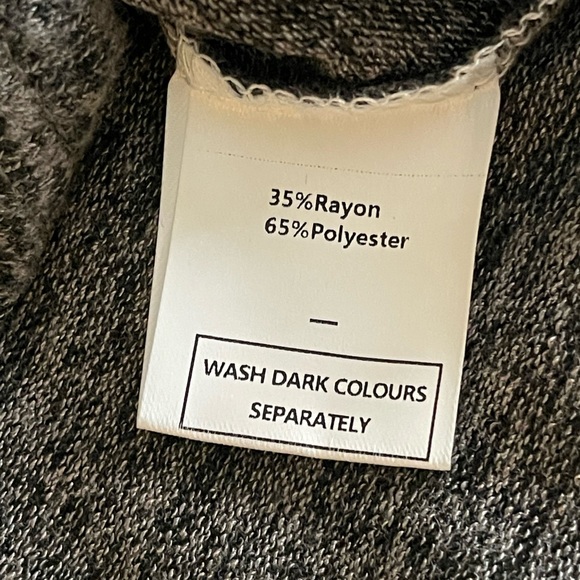 35%Rayon
65%Polyester
—
WASH DARK COLOURS
SEPARATELY